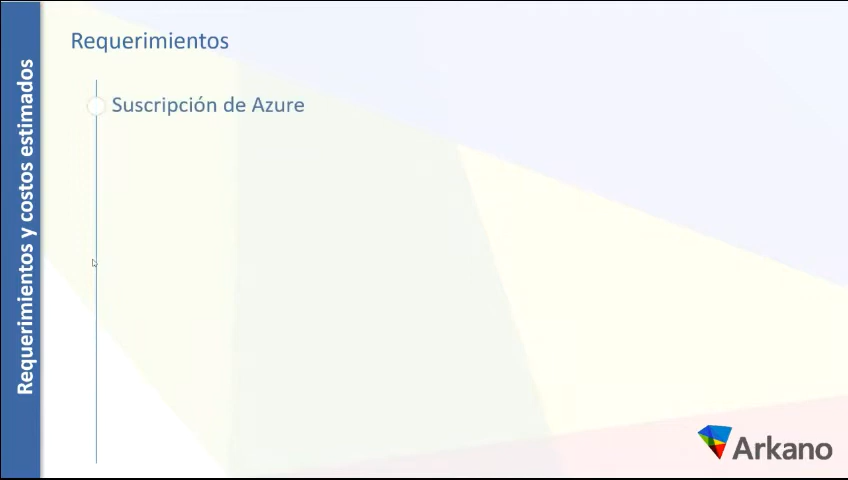 Requerimientos
Suscripción de Azure
Requerimientos y costos estimados
Arkano